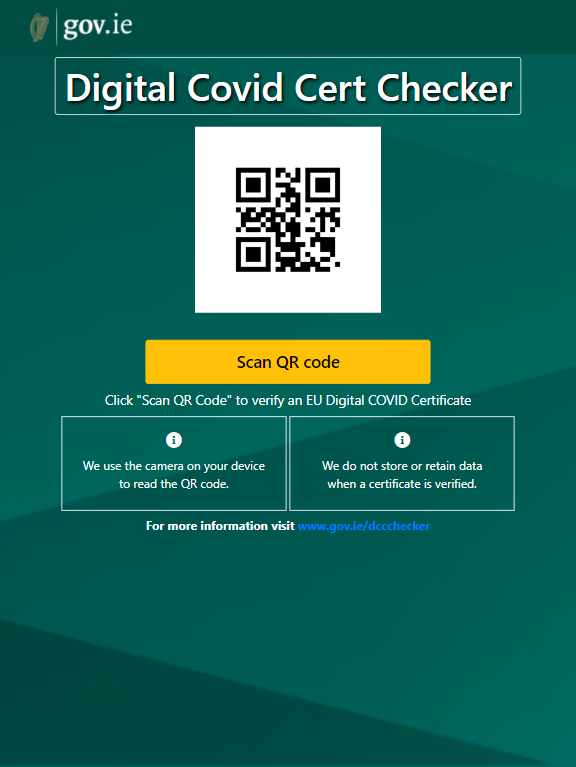 gov.ie
Digital Covid Cert Checker
Scan QR code
Click "Scan QR Code" to verify an EU Digital COVID Certificate
We use the camera on your device
to read the QR code.
We do not store or retain data
when a certificate is verified.
For more information visit www.gov.ie/dccchecker